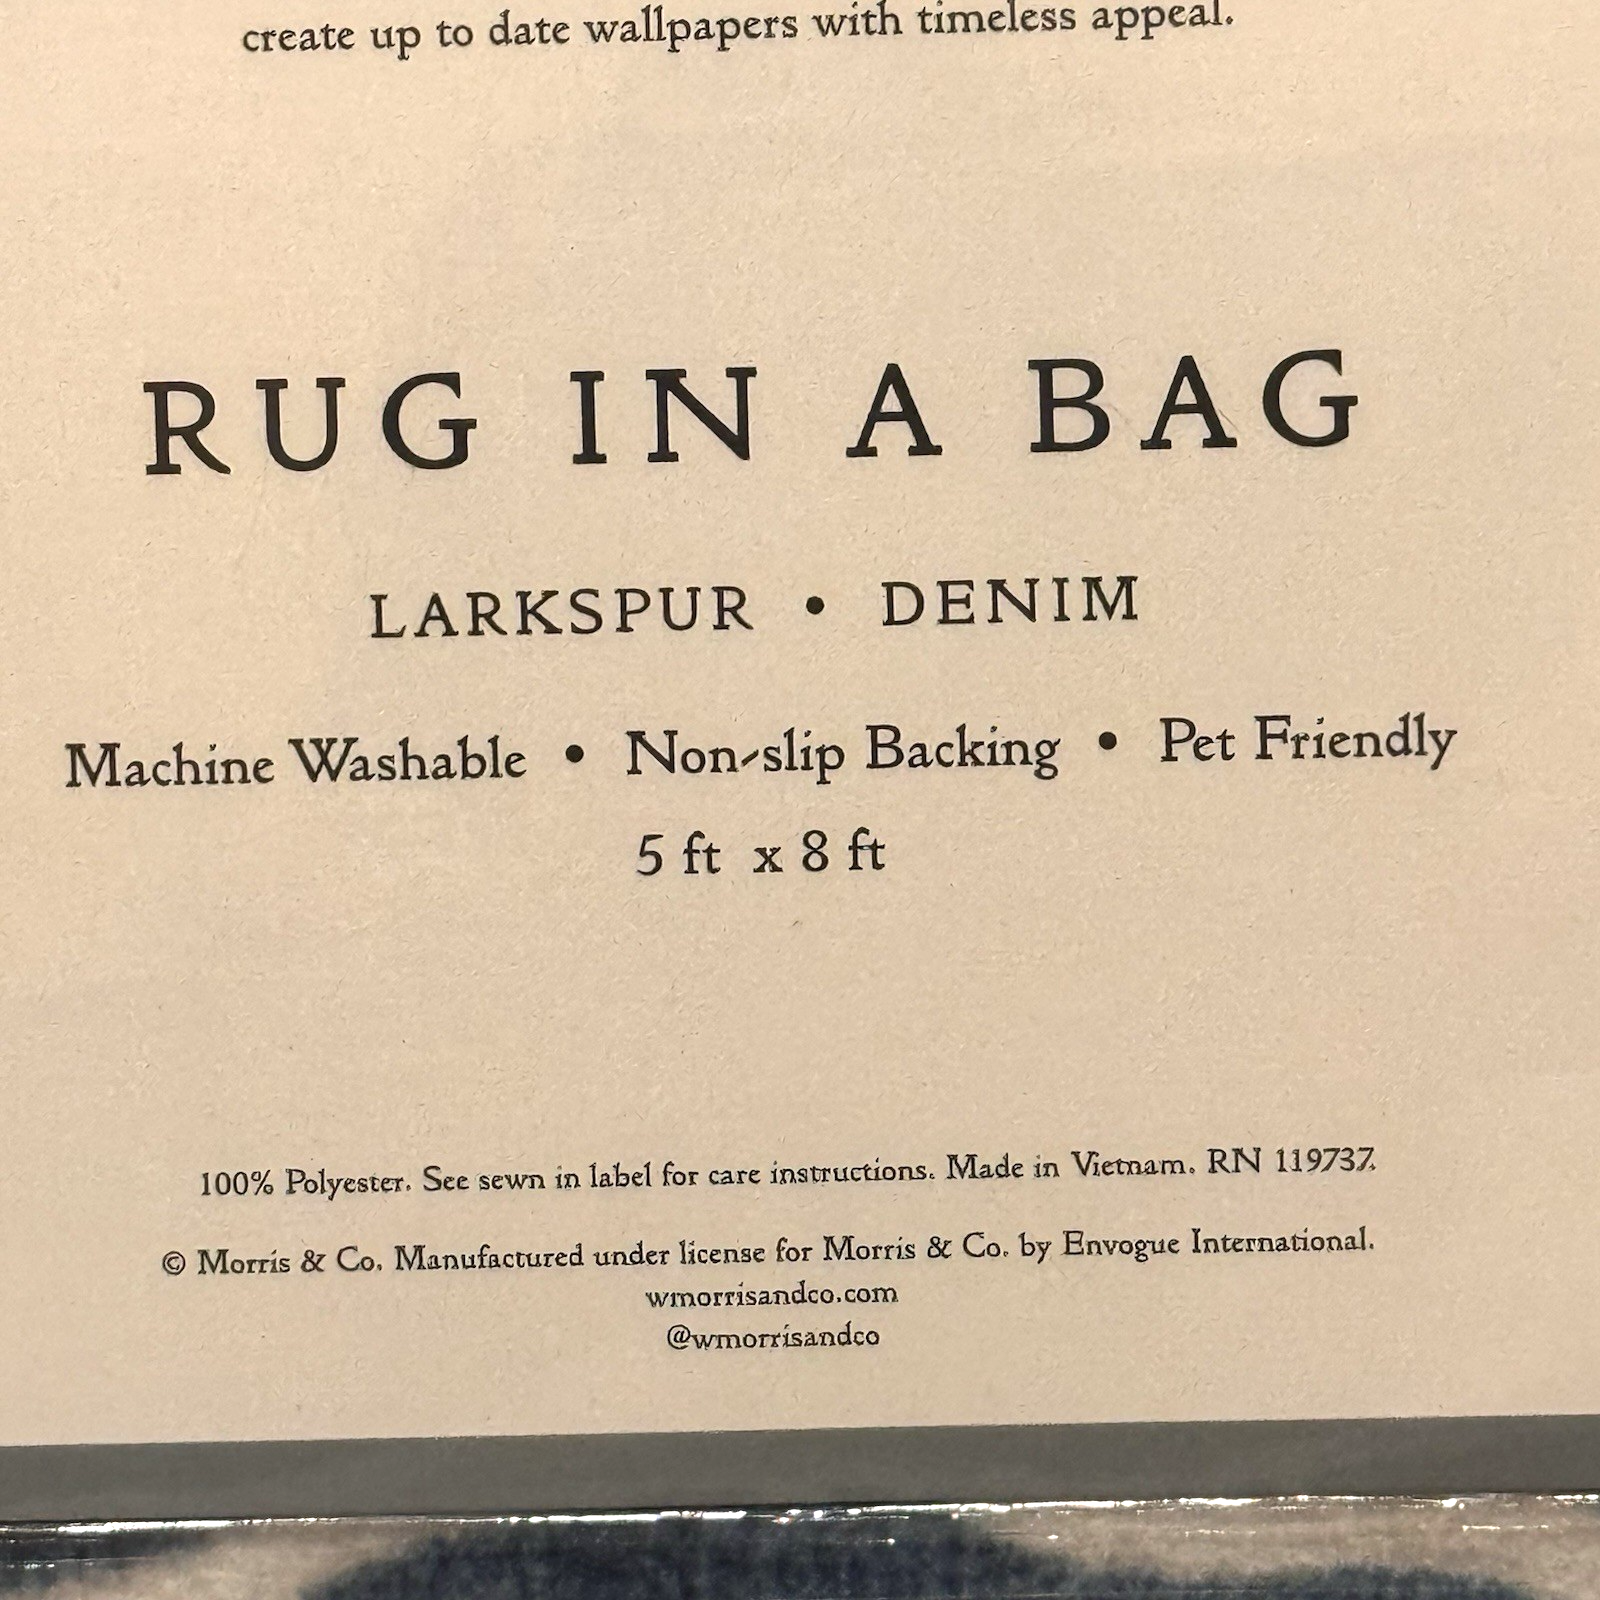 create up to date wallpapers with timeless appeal.
RUG IN A BAG
LARKSPUR • DENIM
Machine Washable • Non-slip Backing • Pet Friendly
5 ft x 8 ft
100% Polyester. See sewn in label for care instructions. Made in Vietnam. RN 119737.
© Morris & Co. Manufactured under license for Morris & Co. by Envogue International.
wmorrisandco.com
@wmorrisandco